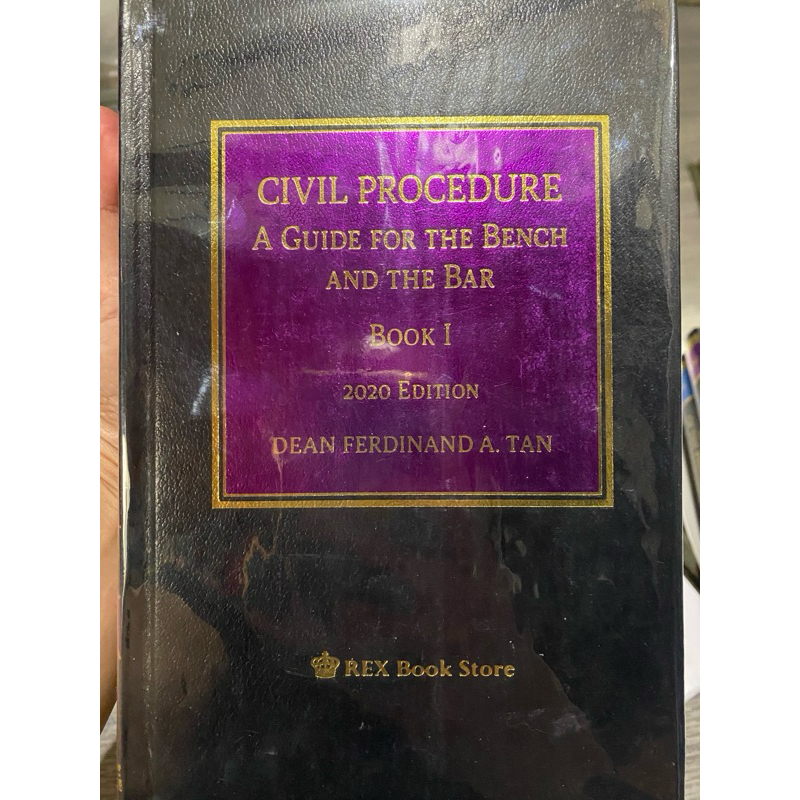 CIVIL PROCEDURE
A GUIDE FOR THE BENCH
AND THE BAR
BOOK I
2020 EDITION
DEAN FERDINAND A. TAN
REX Book Store